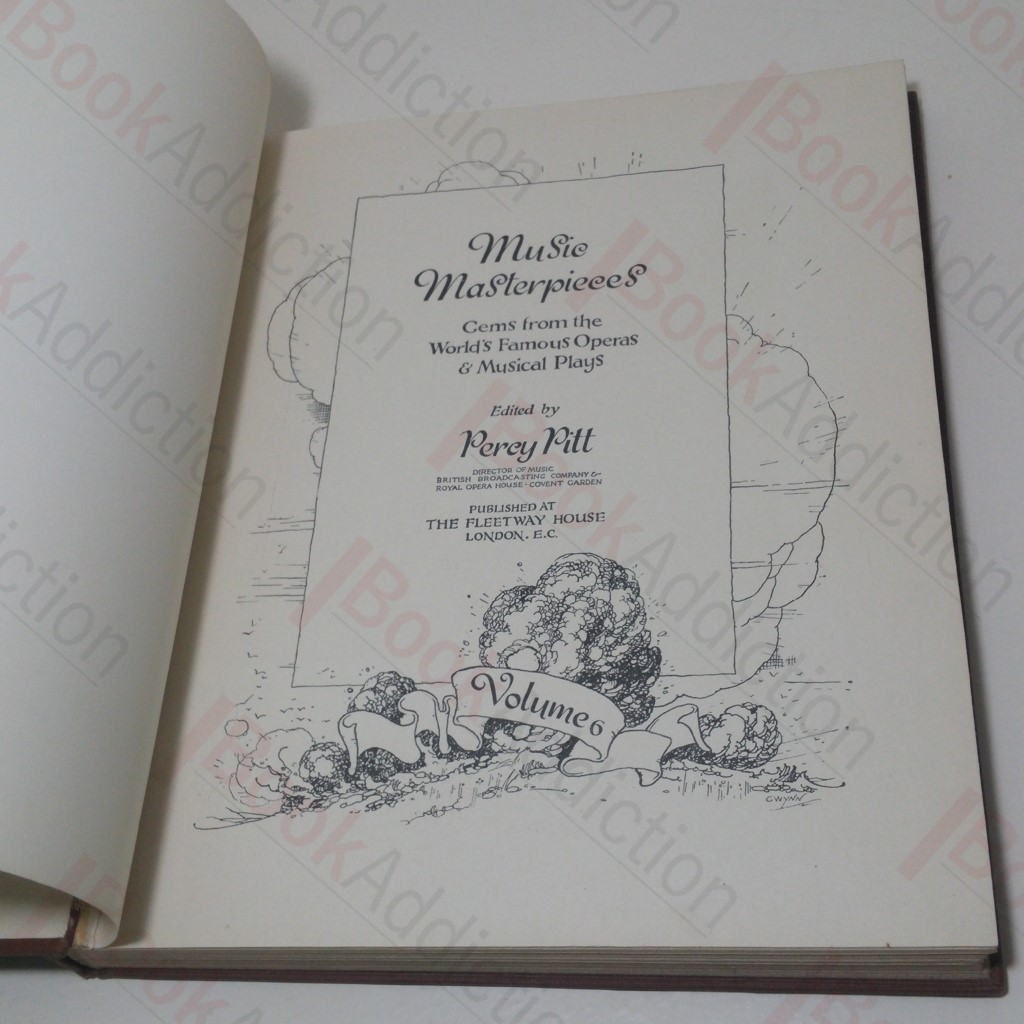 Music
Masterpieces
Gems from the
World's Famous Operas
& Musical Plays
Edited by
Percy Pitt
DIRECTOR OF MUSIC
BRITISH BROADCASTING COMPANY &
ROYAL OPERA HOUSE - COVENT GARDEN
PUBLISHED AT
THE FLEETWAY HOUSE
LONDON. E.C.
Volume 6
GWYNN
BookAddiction